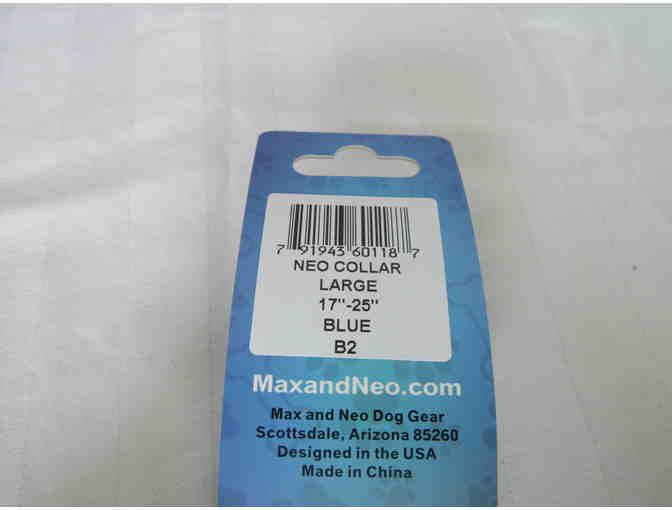 7 91943 60118 7
NEO COLLAR
LARGE
17"-25"
BLUE
B2
MaxandNeo.com
Max and Neo Dog Gear
Scottsdale, Arizona 85260
Designed in the USA
Made in China